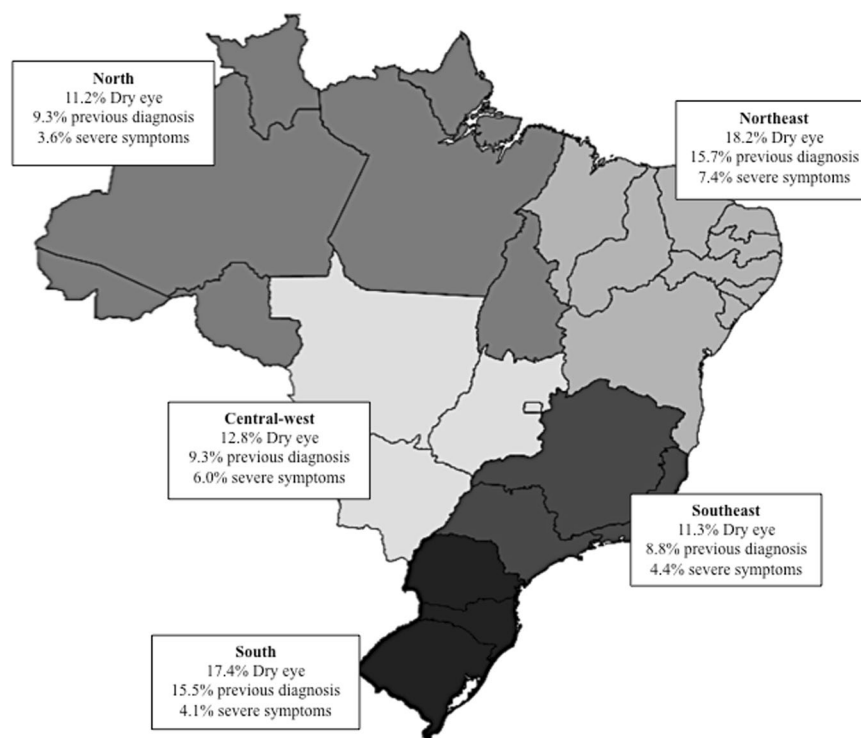 North
11.2% Dry eye
9.3% previous diagnosis
3.6% severe symptoms
Northeast
18.2% Dry eye
15.7% previous diagnosis
7.4% severe symptoms
Central-west
12.8% Dry eye
9.3% previous diagnosis
6.0% severe symptoms
Southeast
11.3% Dry eye
8.8% previous diagnosis
4.4% severe symptoms
South
17.4% Dry eye
15.5% previous diagnosis
4.1% severe symptoms